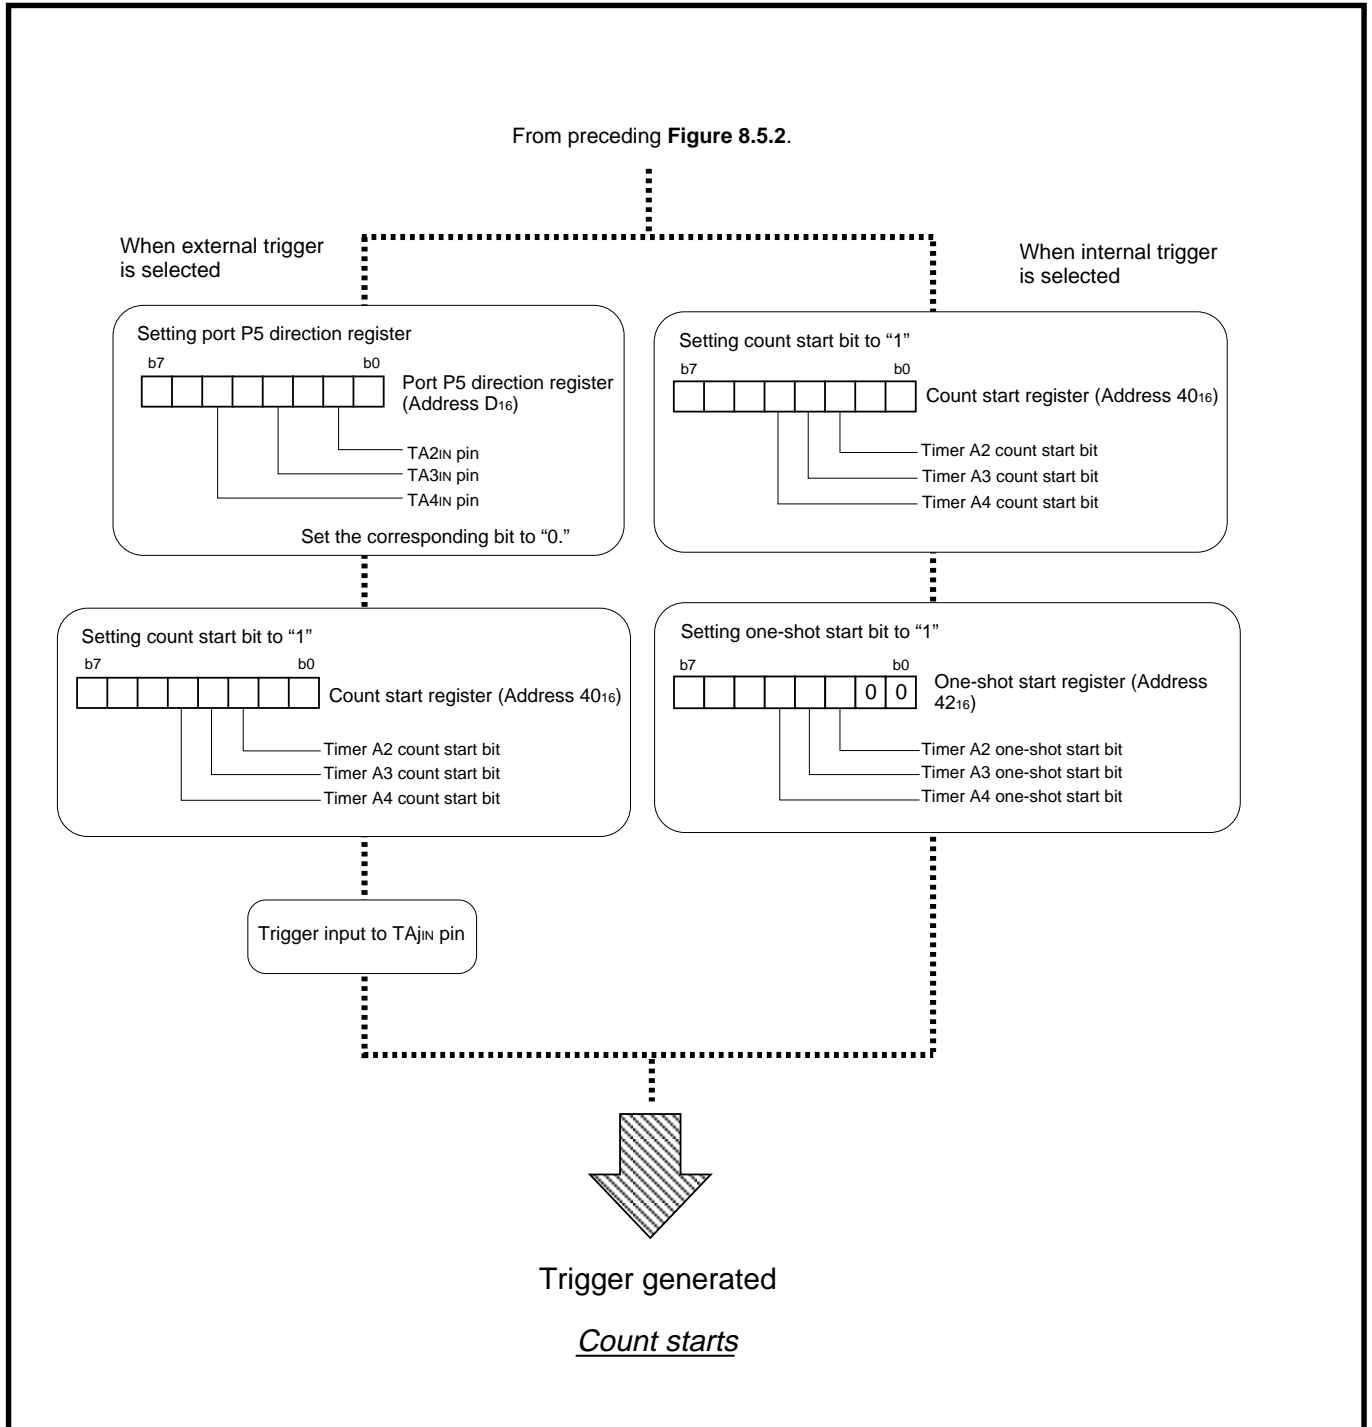 From preceding Figure 8.5.2.
When external trigger
is selected
When internal trigger
is selected
Setting port P5 direction register
b7 b0
Port P5 direction register
(Address D16)
TA2IN pin
TA3IN pin
TA4IN pin
Set the corresponding bit to “0.”
Setting count start bit to “1”
b7 b0
Count start register (Address 4016)
Timer A2 count start bit
Timer A3 count start bit
Timer A4 count start bit
Setting count start bit to “1”
b7 b0
Count start register (Address 4016)
Timer A2 count start bit
Timer A3 count start bit
Timer A4 count start bit
Setting one-shot start bit to “1”
b7 b0
0 0
One-shot start register (Address
4216)
Timer A2 one-shot start bit
Timer A3 one-shot start bit
Timer A4 one-shot start bit
Trigger input to TAjIN pin
Trigger generated
Count starts